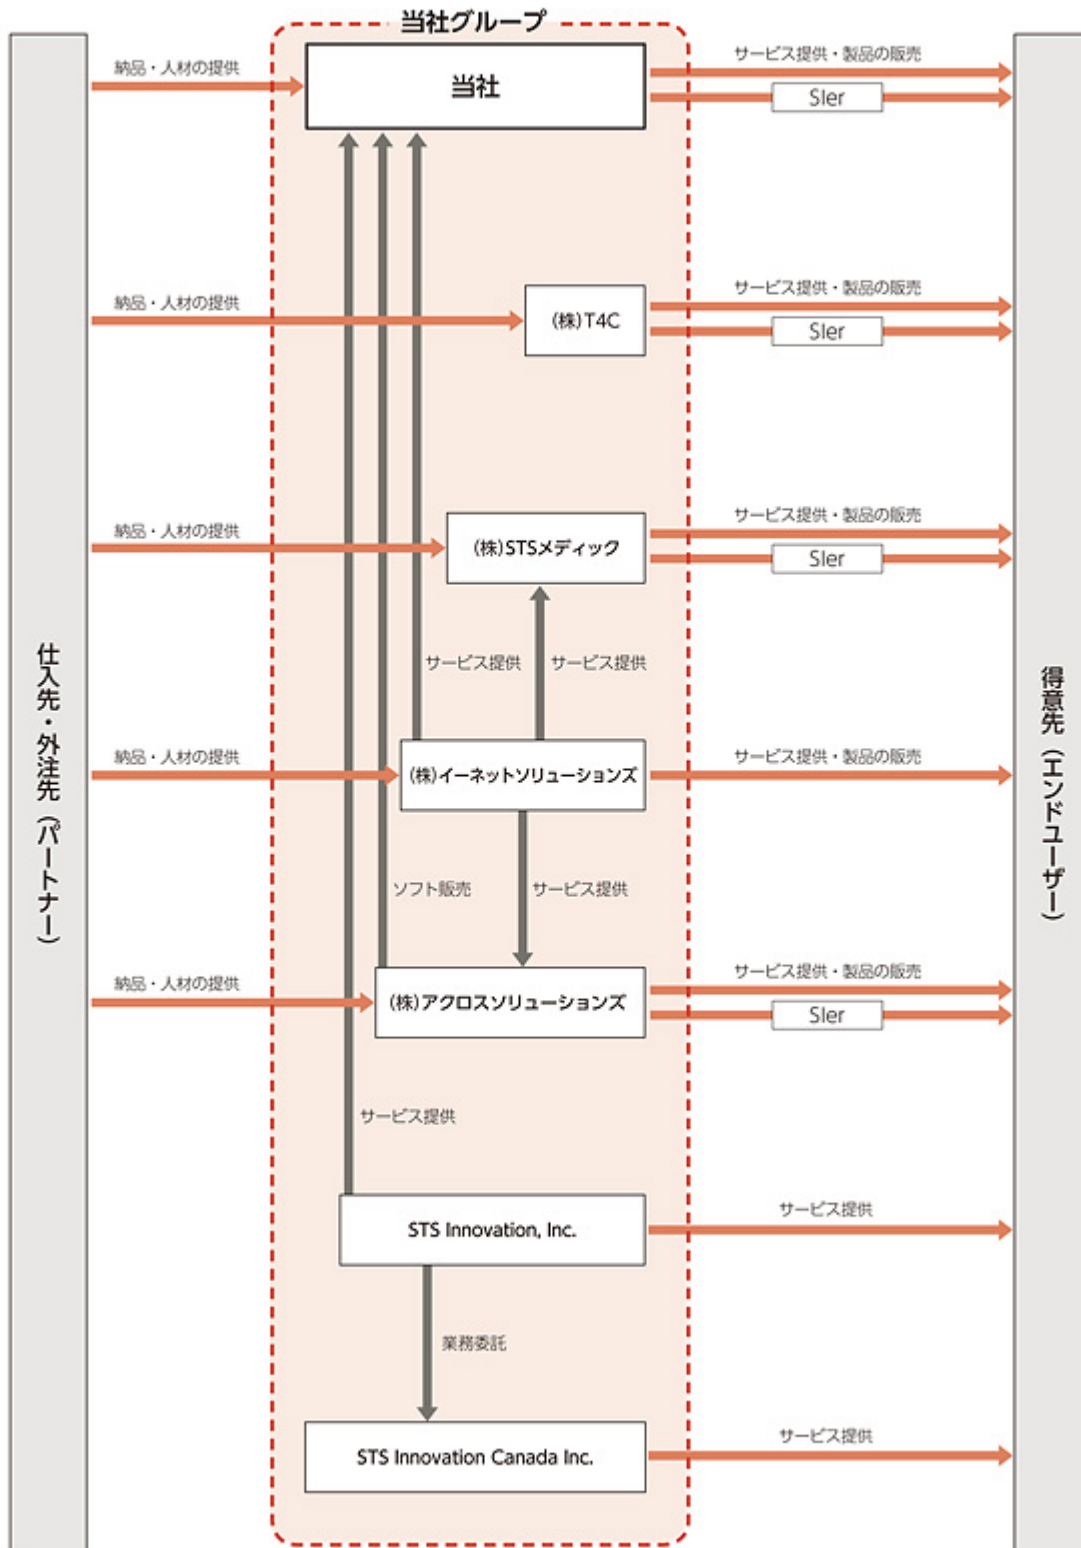 当社グループ
納品・人材の提供
当社
サービス提供・製品の販売
SIer
納品・人材の提供
(株)T4C
サービス提供・製品の販売
SIer
納品・人材の提供
(株)STSメディック
サービス提供・製品の販売
SIer
仕入先・外注先(パートナー)
得意先(エンドユーザー)
サービス提供
サービス提供
納品・人材の提供
(株)イーネットソリューションズ
サービス提供・製品の販売
ソフト販売
サービス提供
納品・人材の提供
(株)アクロスソリューションズ
サービス提供・製品の販売
SIer
サービス提供
STS Innovation, Inc.
サービス提供
業務委託
STS Innovation Canada Inc.
サービス提供